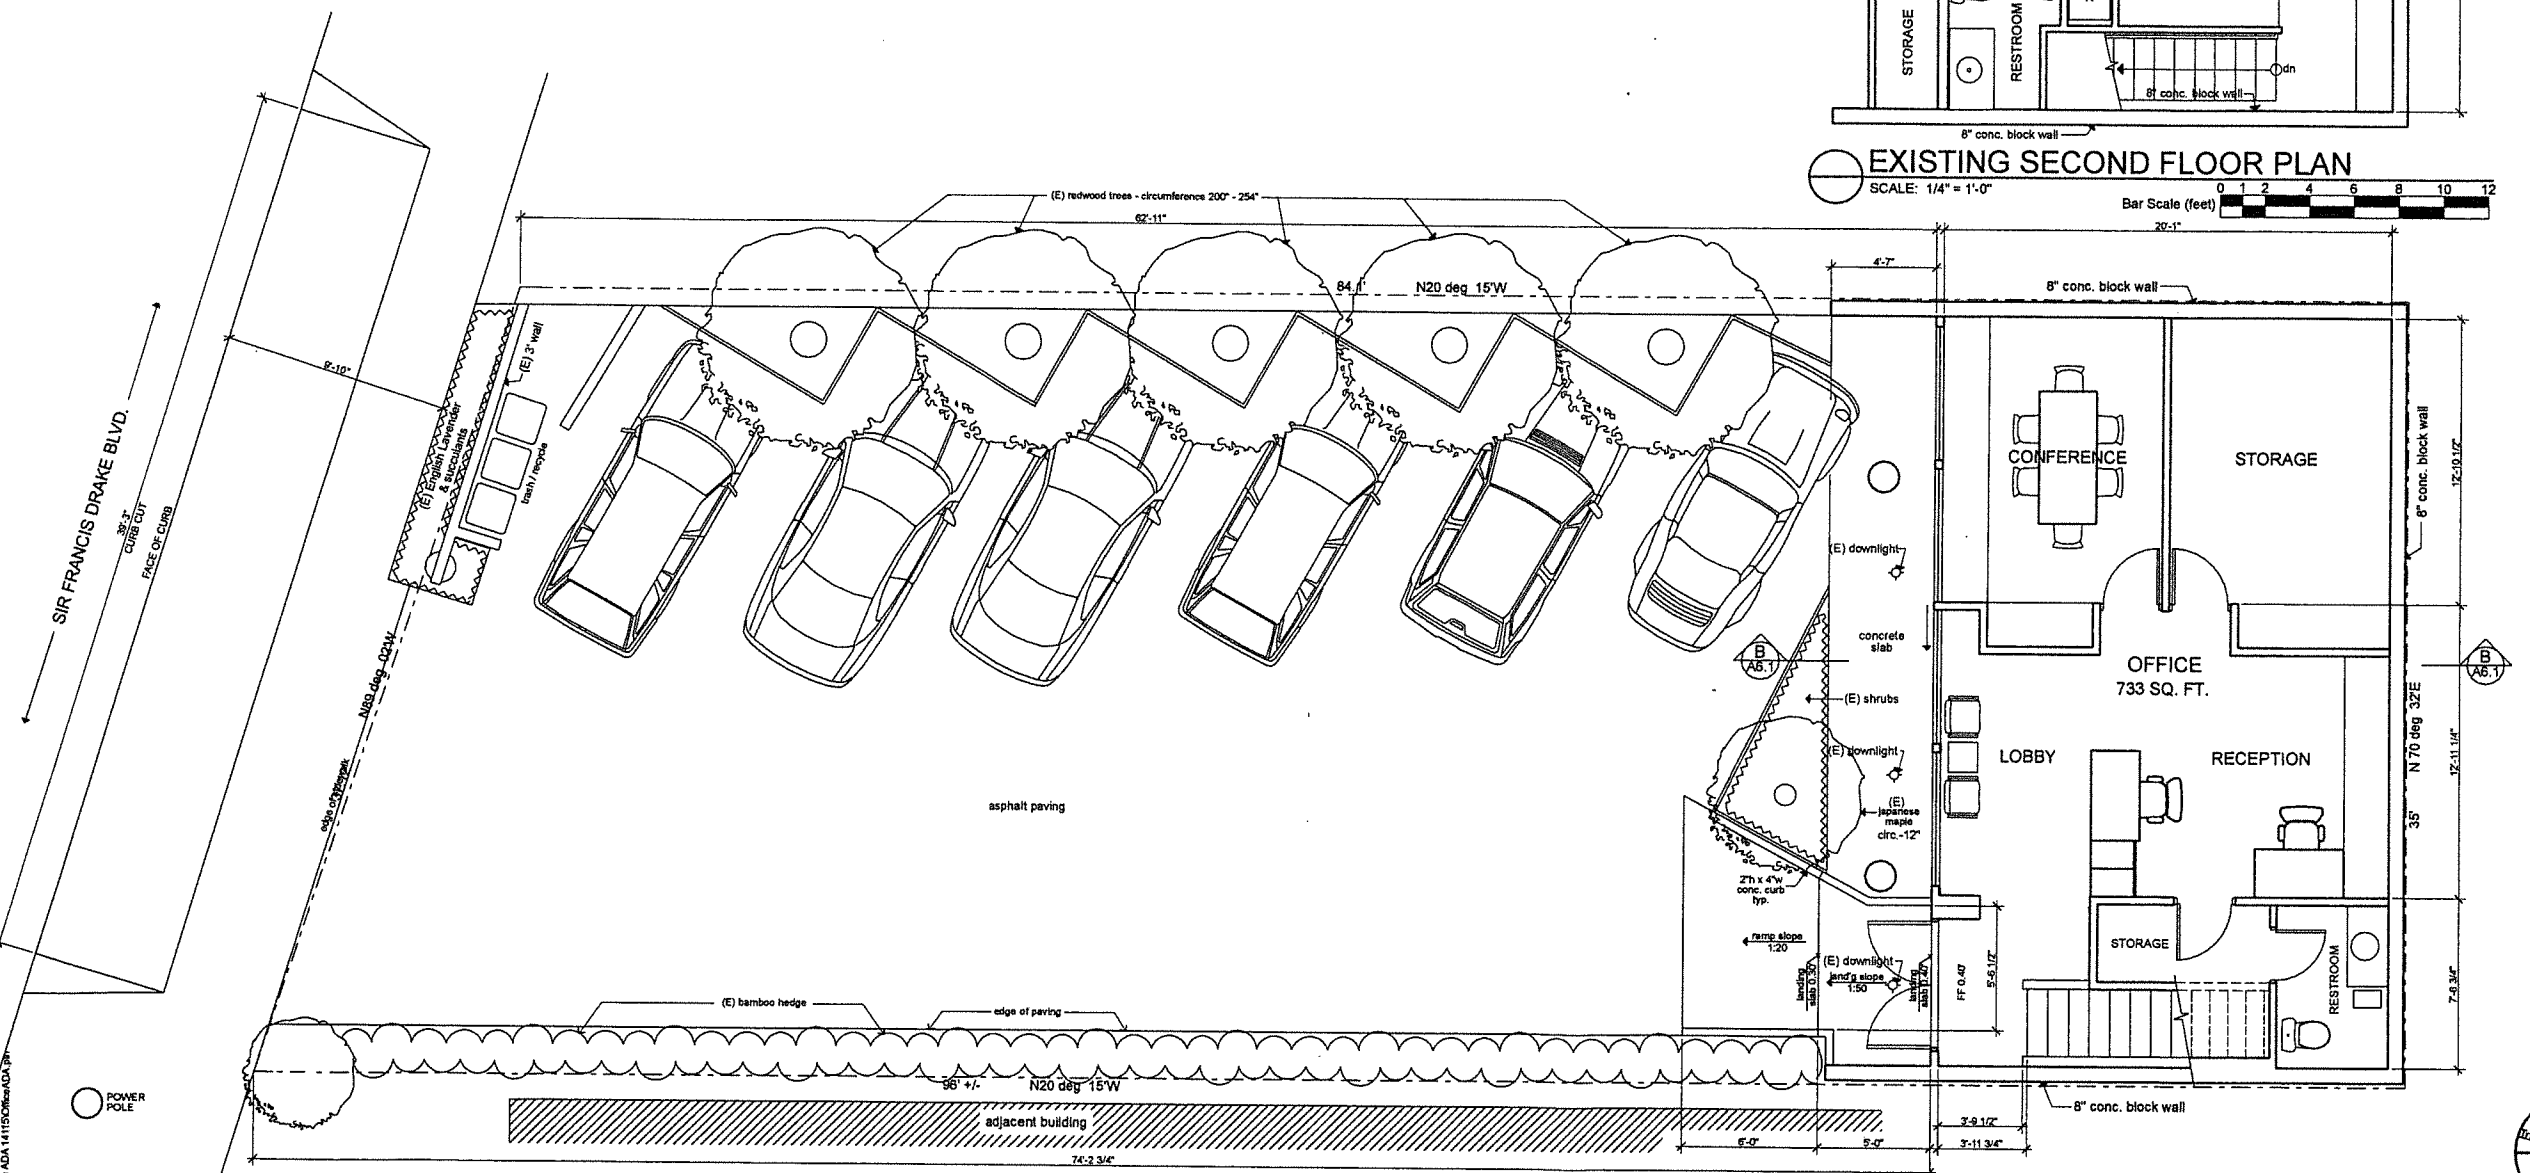 STORAGE
RESTROOM
dn
8" conc. block wall
8" conc. block wall
EXISTING SECOND FLOOR PLAN
SCALE: 1/4" = 1'-0"
Bar Scale (feet)
0 1 2 4 6 8 10 12
(E) redwood trees - circumference 200" - 254"
62'-11"
20'-1"
4'-7"
84.1'
N20 deg 15'W
8" conc. block wall
9'-10"
SIR FRANCIS DRAKE BLVD.
39'-3"
CURB CUT
FACE OF CURB
(E) English Lavender
& succulants
(E) 3' wall
trash / recycle
N89 deg 02'W
edge of sidewalk
CONFERENCE
STORAGE
8" conc. block wall
12'-10 1/2"
(E) downlight
concrete
slab
B
A6.1
OFFICE
733 SQ. FT.
B
A6.1
(E) shrubs
(E) downlight
LOBBY
RECEPTION
N 70 deg 32'E
35'
12'-11 1/4"
asphalt paving
(E)
japanese
maple
circ.-12"
2"h x 4"w
conc. curb
typ.
ramp slope
1:20
(E) downlight
land'g slope
1:50
landing
slab 0.30'
landing
slab 0.40'
FF 0.40'
5'-6 1/2"
STORAGE
RESTROOM
7'-6 3/4"
(E) bamboo hedge
edge of paving
96' +/-
N20 deg 15'W
POWER
POLE
adjacent building
8" conc. block wall
6'-0"
5'-0"
3'-9 1/2"
3'-11 3/4"
74'-2 3/4"